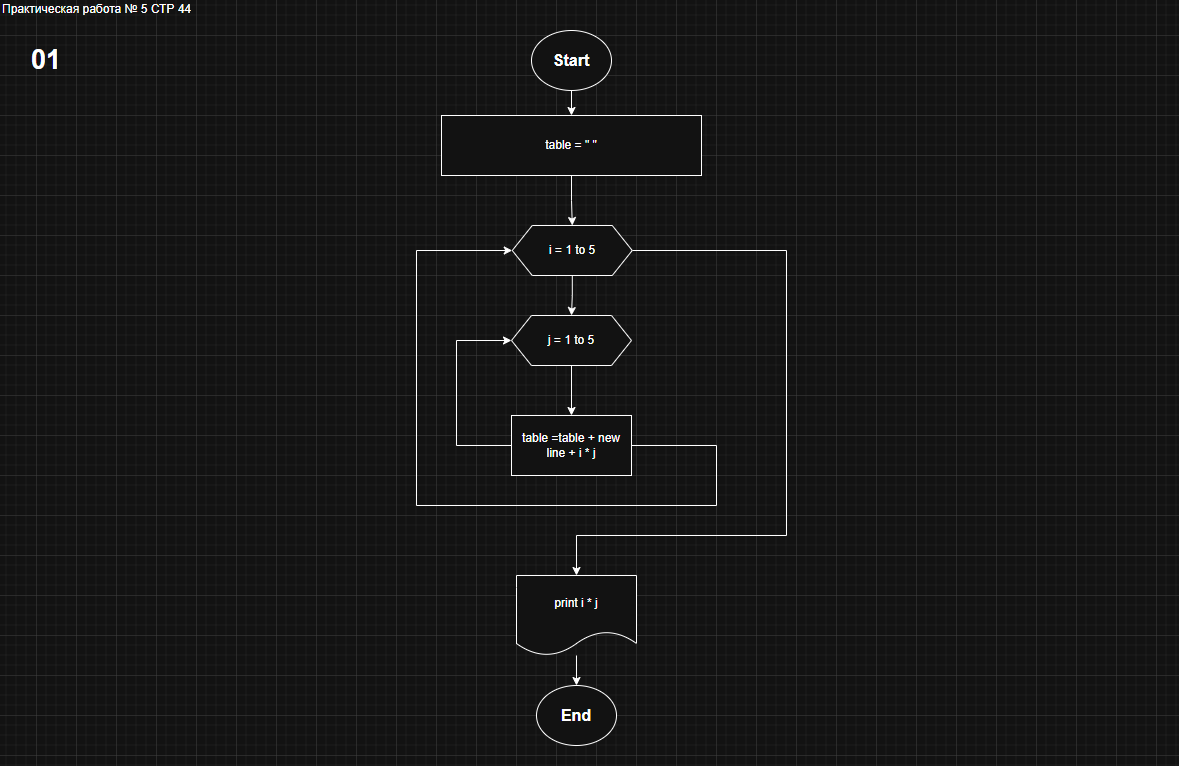 Практическая работа № 5 СТР 44
01
Start
table = " "
i = 1 to 5
j = 1 to 5
table =table + new
line + i * j
print i * j
End